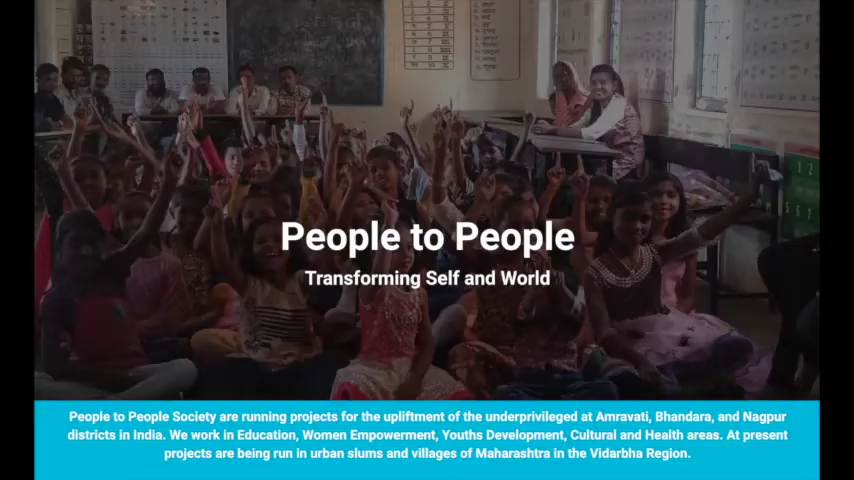 People to People
Transforming Self and World
People to People Society are running projects for the upliftment of the underprivileged at Amravati, Bhandara, and Nagpur
districts in India. We work in Education, Women Empowerment, Youths Development, Cultural and Health areas. At present
projects are being run in urban slums and villages of Maharashtra in the Vidarbha Region.